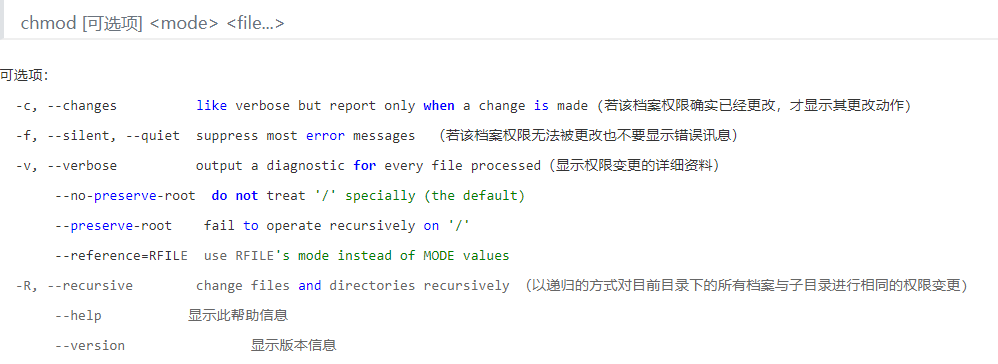 chmod [可选项] <mode> <file...>
可选项:
-c, --changes like verbose but report only when a change is made (若该档案权限确实已经更改，才显示其更改动作)
-f, --silent, --quiet suppress most error messages （若该档案权限无法被更改也不要显示错误讯息）
-v, --verbose output a diagnostic for every file processed (显示权限变更的详细资料)
--no-preserve-root do not treat '/' specially (the default)
--preserve-root fail to operate recursively on '/'
--reference=RFILE use RFILE's mode instead of MODE values
-R, --recursive change files and directories recursively （以递归的方式对目前目录下的所有档案与子目录进行相同的权限变更)
--help 显示此帮助信息
--version 显示版本信息